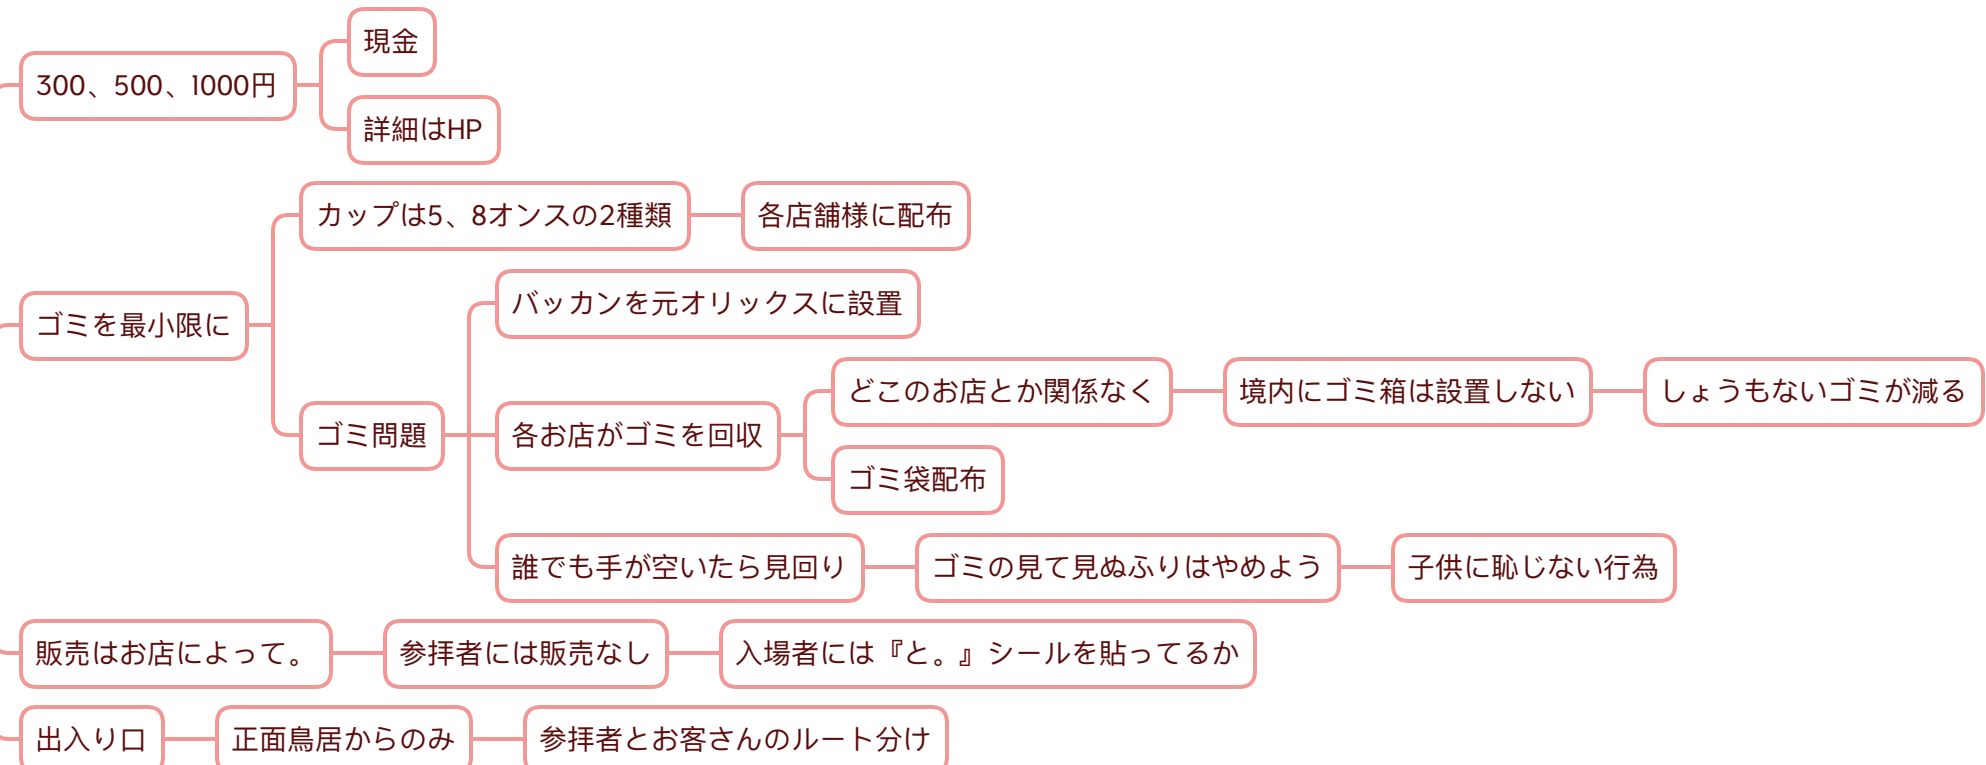 現金
300、500、1000円
詳細はHP
カップは5、8オンスの2種類
各店舗様に配布
バッカンを元オリックスに設置
ゴミを最小限に
どこのお店とか関係なく
境内にゴミ箱は設置しない
しょうもないゴミが減る
ゴミ問題
各お店がゴミを回収
ゴミ袋配布
誰でも手が空いたら見回り
ゴミの見て見ぬふりはやめよう
子供に恥じない行為
販売はお店によって。
参拝者には販売なし
入場者には『と。』シールを貼ってるか
出入り口
正面鳥居からのみ
参拝者とお客さんのルート分け